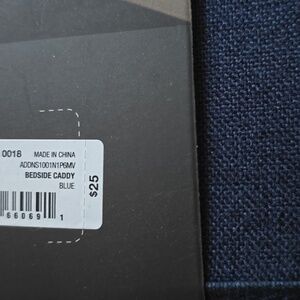 0018 MADE IN CHINA
ADDNS1001N1P6MV
BEDSIDE CADDY
BLUE
$25
66069 1